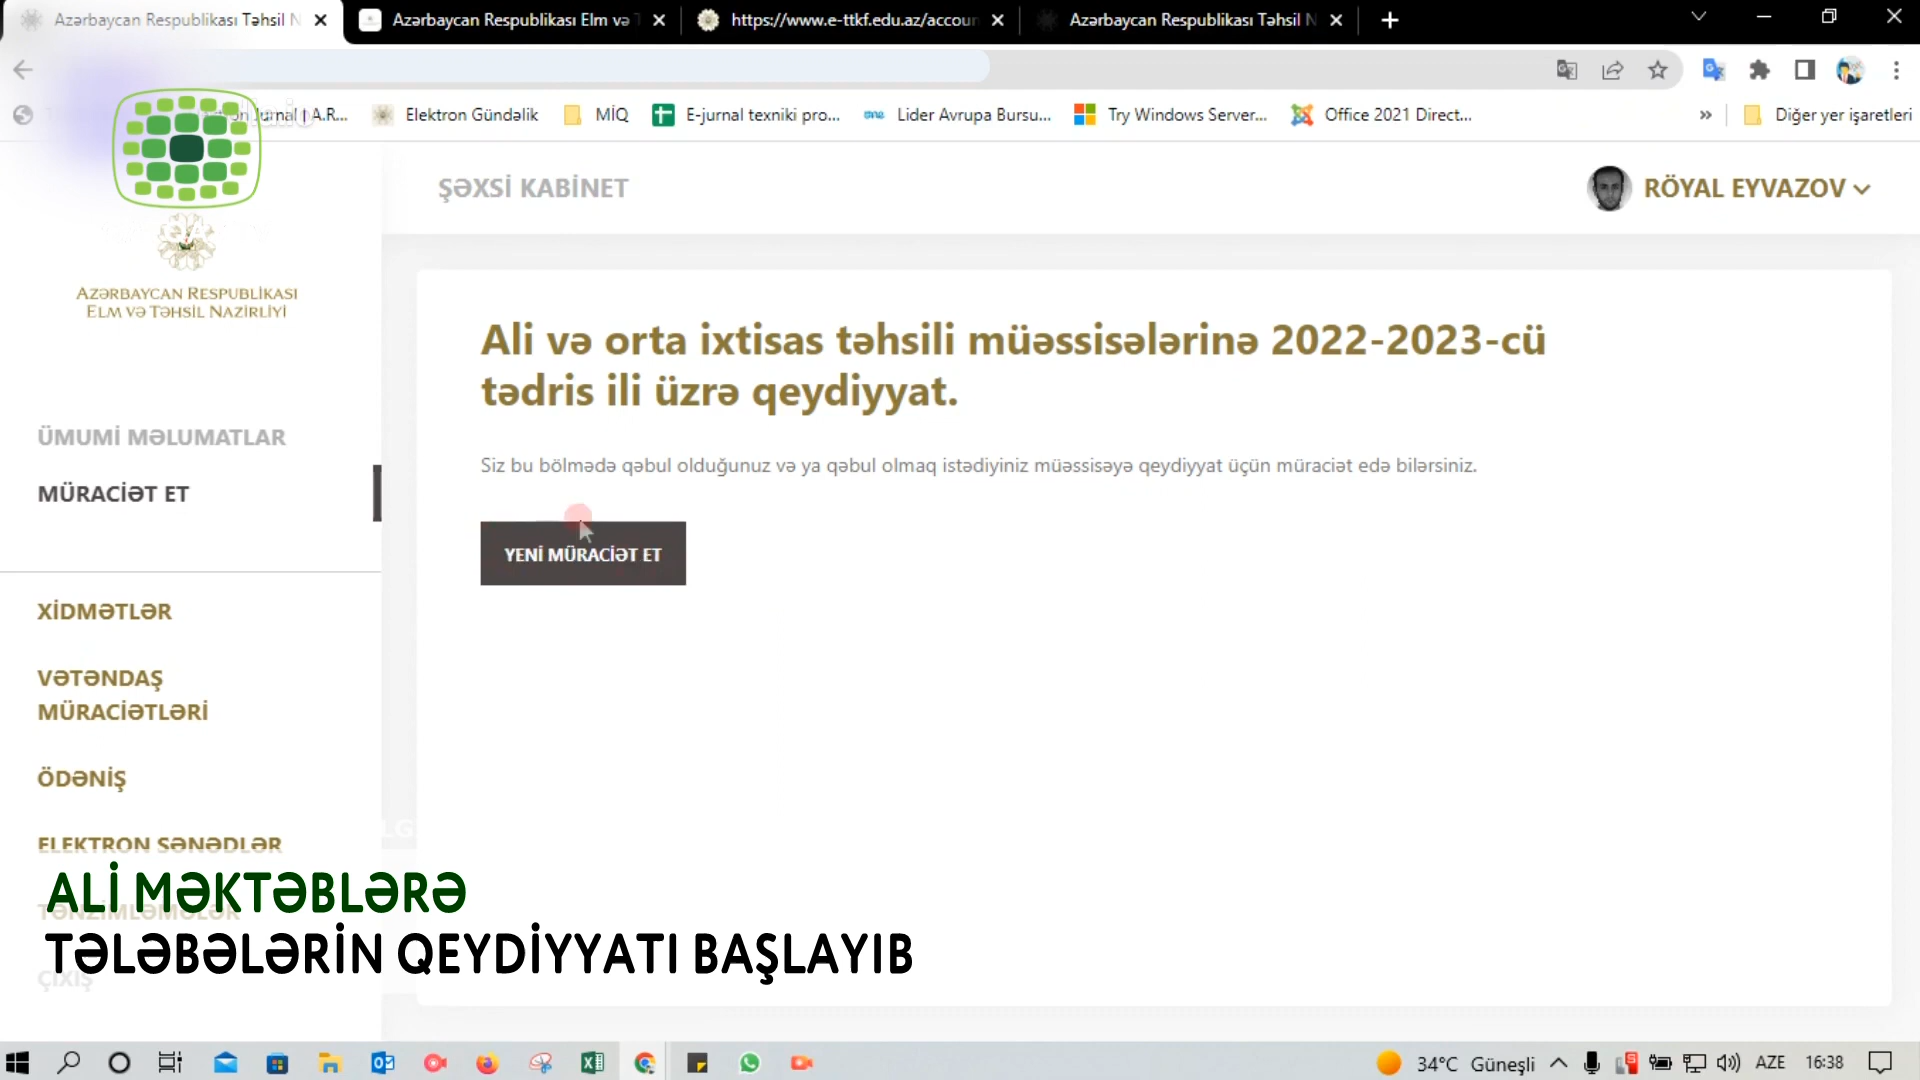 Azərbaycan Respublikası Təhsil N
Azərbaycan Respublikası Elm və T
https://www.e-ttkf.edu.az/accoun
Azərbaycan Respublikası Təhsil N
A.R...
Elektron Gündəlik
MİQ
E-jurnal texniki pro...
Lider Avrupa Bursu...
Try Windows Server...
Office 2021 Direct...
»
Diğer yer işaretleri
ŞƏXSİ KABİNET
RÖYAL EYVAZOV
AZƏRBAYCAN RESPUBLİKASI
ELM VƏ TƏHSİL NAZİRLİYİ
Ali və orta ixtisas təhsili müəssisələrinə 2022-2023-cü
tədris ili üzrə qeydiyyat.
Siz bu bölmədə qəbul olduğunuz və ya qəbul olmaq istədiyiniz müəssisəyə qeydiyyat üçün müraciət edə bilərsiniz.
YENİ MÜRACİƏT ET
ÜMUMİ MƏLUMATLAR
MÜRACİƏT ET
XİDMƏTLƏR
VƏTƏNDAŞ
MÜRACİƏTLƏRİ
ÖDƏNİŞ
ELEKTRON SƏNƏDLƏR
TƏNZİMLƏMƏLƏR
ÇIXIŞ
ALİ MƏKTƏBLƏRƏ
TƏLƏBƏLƏRİN QEYDİYYATI BAŞLAYIB
34°C Güneşli
AZE
16:38